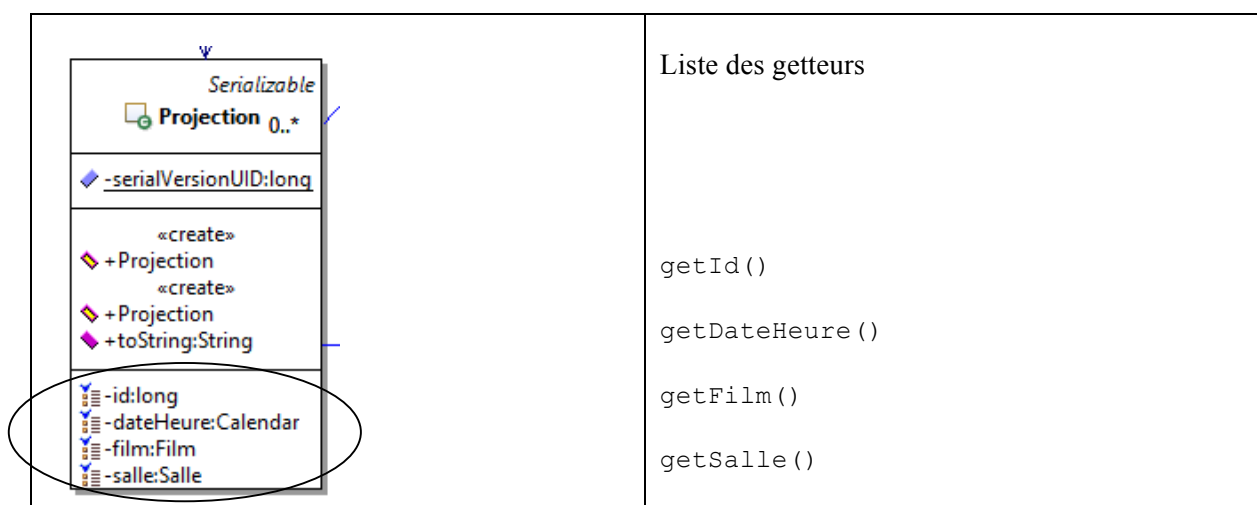 Serializable
Projection 0..*
-serialVersionUID:long
«create»
+Projection
«create»
+Projection
+toString:String
-id:long
-dateHeure:Calendar
-film:Film
-salle:Salle
Liste des getteurs
getId()
getDateHeure()
getFilm()
getSalle()